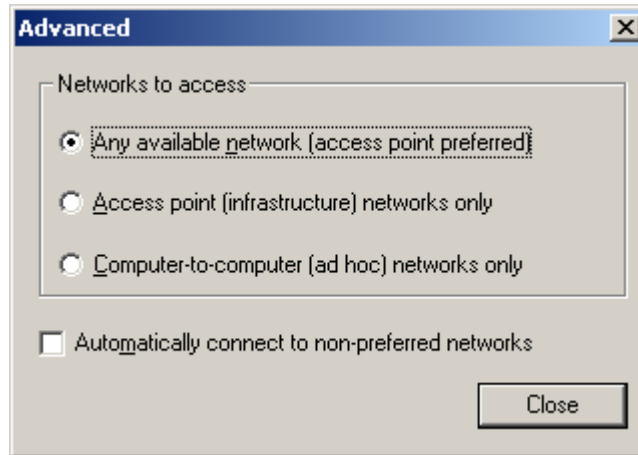 Advanced
Networks to access
Any available network (access point preferred)
Access point (infrastructure) networks only
Computer-to-computer (ad hoc) networks only
Automatically connect to non-preferred networks
Close